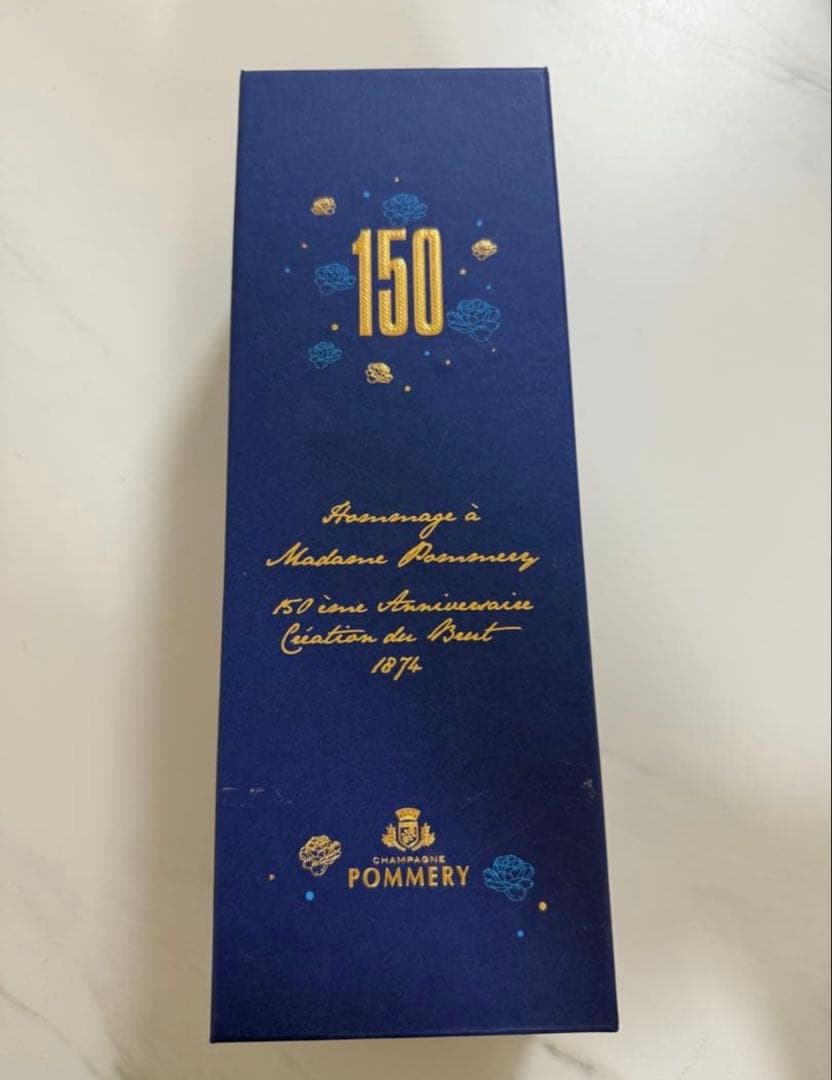 150
Hommage à
Madame Pommery
150 ème Anniversaire
Création du Brut
1874
CHAMPAGNE
POMMERY